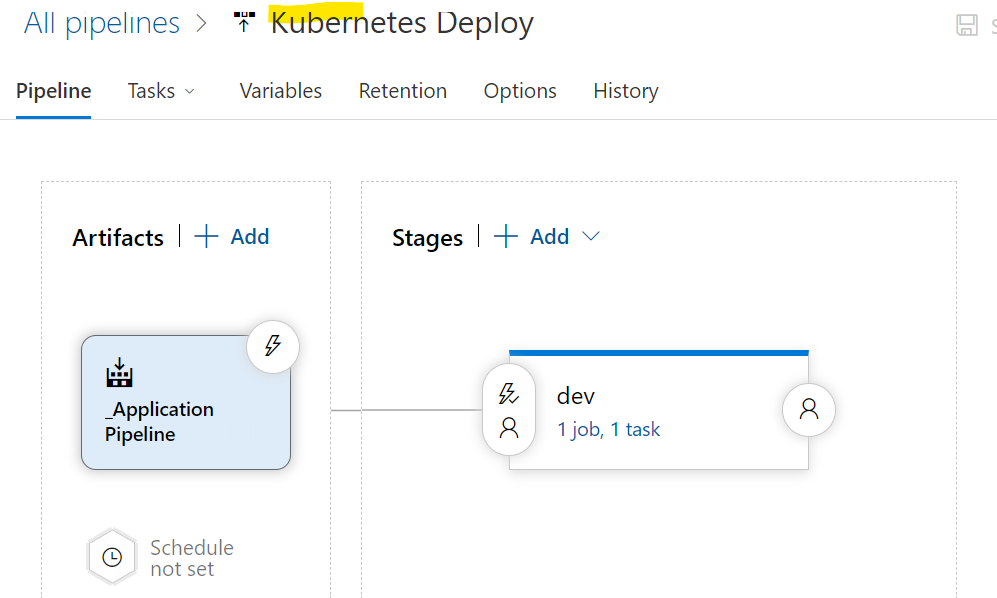 All pipelines > Kubernetes Deploy
Pipeline Tasks Variables Retention Options History
Artifacts | + Add
Stages | + Add
_Application
Pipeline
dev
1 job, 1 task
Schedule
not set